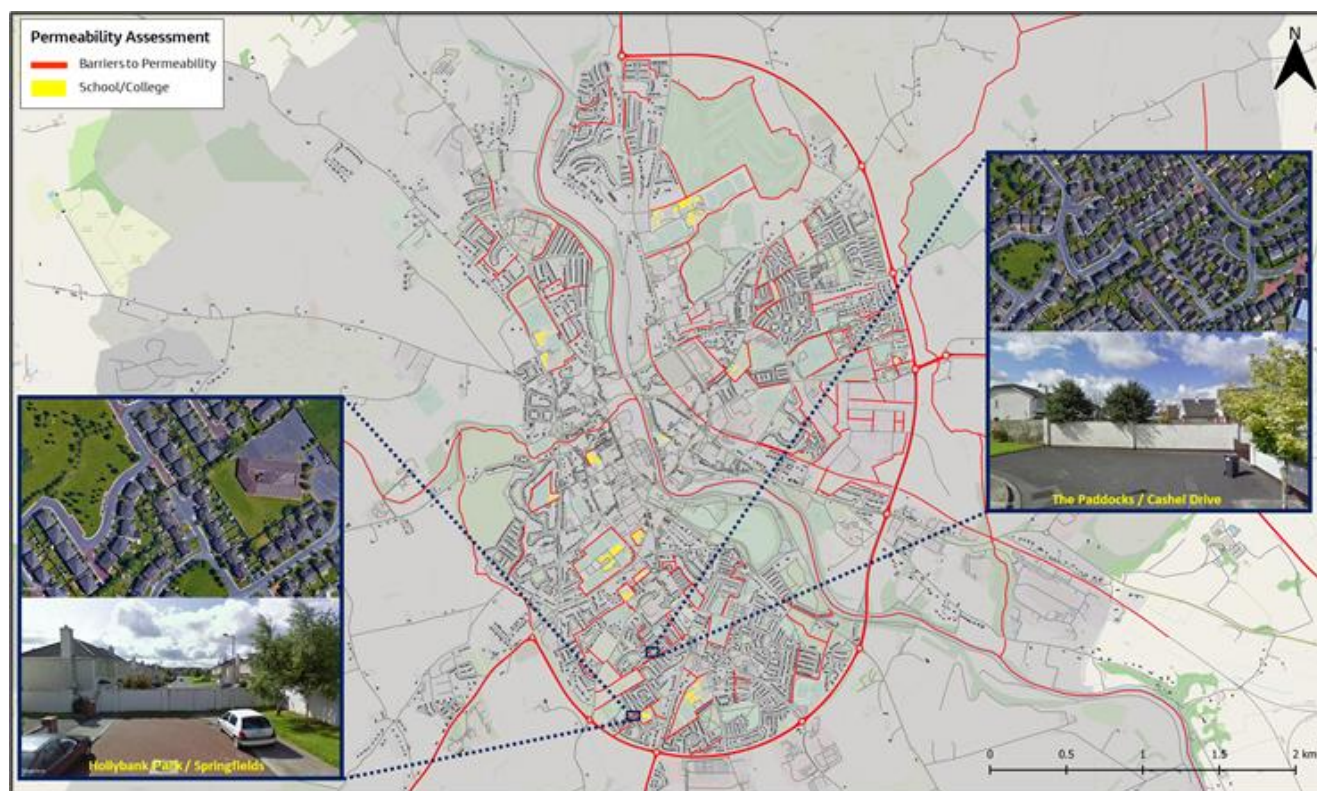 Permeability Assessment
Barriers to Permeability
School/College
N
The Paddocks / Cashel Drive
Hollybank Park / Springfields
0 0.5 1 1.5 2 km